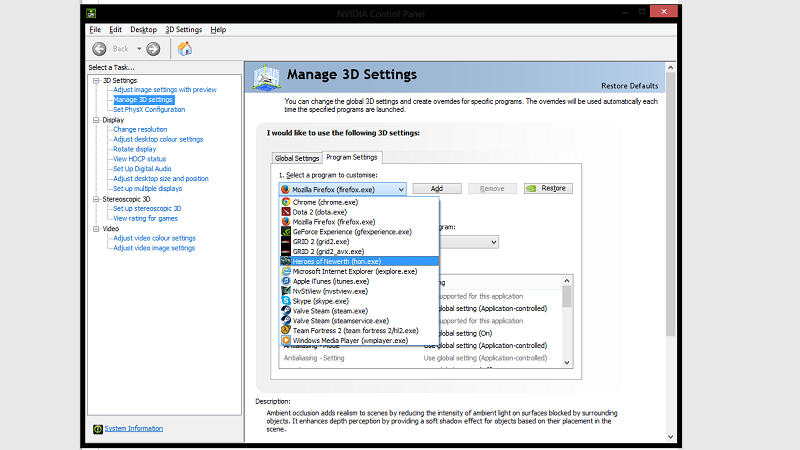 NVIDIA Control Panel
File Edit Desktop 3D Settings Help
Back
Select a Task...
3D Settings
Adjust image settings with preview
Manage 3D settings
Set PhysX Configuration
Display
Change resolution
Adjust desktop colour settings
Rotate display
View HDCP status
Set Up Digital Audio
Adjust desktop size and position
Set up multiple displays
Stereoscopic 3D
Set up stereoscopic 3D
View rating for games
Video
Adjust video colour settings
Adjust video image settings
System Information
Manage 3D Settings
Restore Defaults
You can change the global 3D settings and create overrides for specific programs. The overrides will be used automatically each
time the specified programs are launched.
I would like to use the following 3D settings:
Global Settings Program Settings
1. Select a program to customise:
Mozilla Firefox (firefox.exe) Add Remove Restore
Chrome (chrome.exe)
Dota 2 (dota.exe)
Mozilla Firefox (firefox.exe)
GeForce Experience (gfexperience.exe)
GRID 2 (grid2.exe)
GRID 2 (grid2_avx.exe)
Heroes of Newerth (hon.exe)
Microsoft Internet Explorer (iexplore.exe)
Apple iTunes (itunes.exe)
NvStView (nvstview.exe)
Skype (skype.exe)
Valve Steam (steam.exe)
Valve Steam (steamservice.exe)
Team Fortress 2 (team fortress 2/hl2.exe)
Windows Media Player (wmplayer.exe)
gram:
ng
upported for this application
global setting (Application-controlled)
upported for this application
global setting (On)
Antialiasing - Mode Use global setting (Application-controlled)
Antialiasing - Setting Use global setting (Application-controlled)
Description:
Ambient occlusion adds realism to scenes by reducing the intensity of ambient light on surfaces blocked by surrounding
objects. It enhances depth perception by providing a soft shadow effect for objects based on their placement in the
scene.